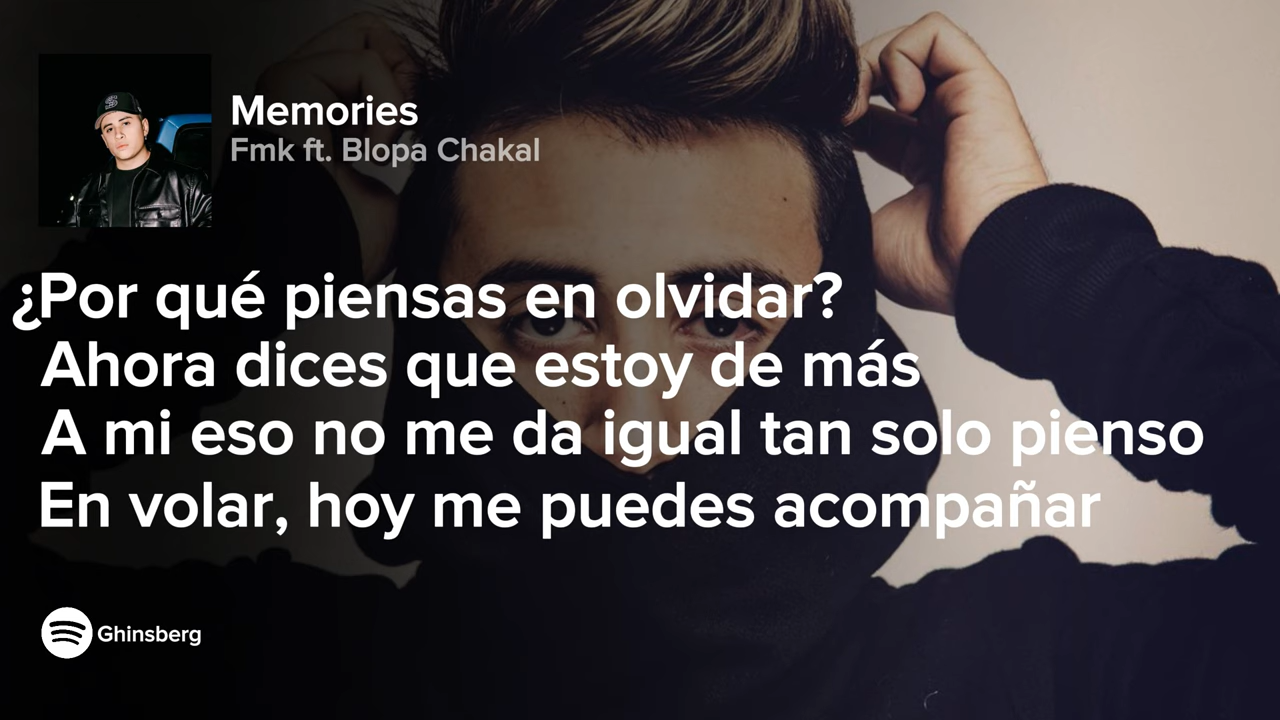 Memories
Fmk ft. Blopa Chakal
¿Por qué piensas en olvidar?
Ahora dices que estoy de más
A mi eso no me da igual tan solo pienso
En volar, hoy me puedes acompañar
Ghinsberg